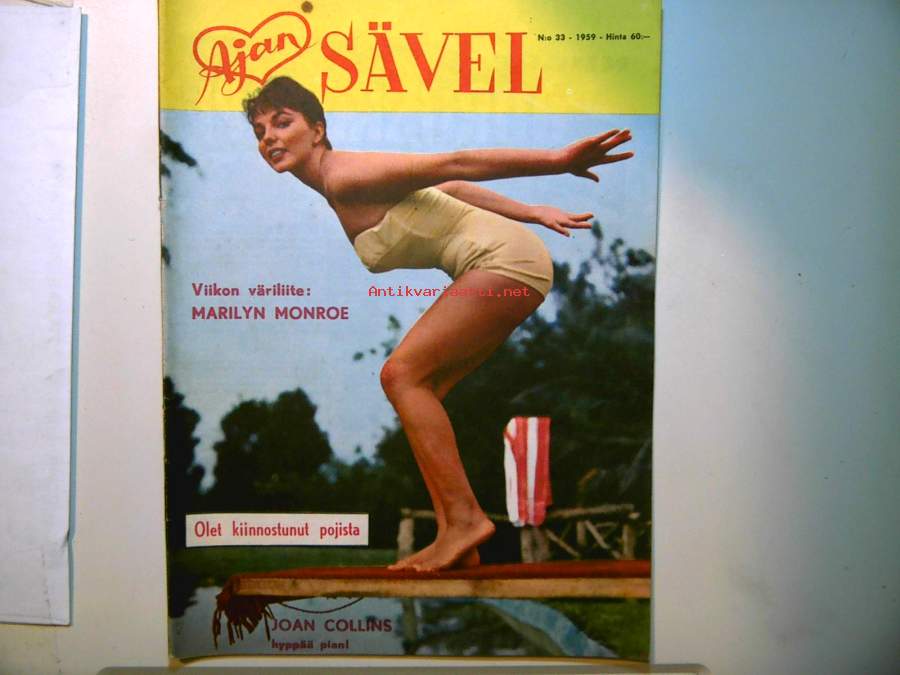 Ajan SÄVEL
N:o 33 - 1959 - Hinta 60:—
Viikon väriliite:
MARILYN MONROE
Antikvariaatti.net
Olet kiinnostunut pojista
JOAN COLLINS
hyppää pian!